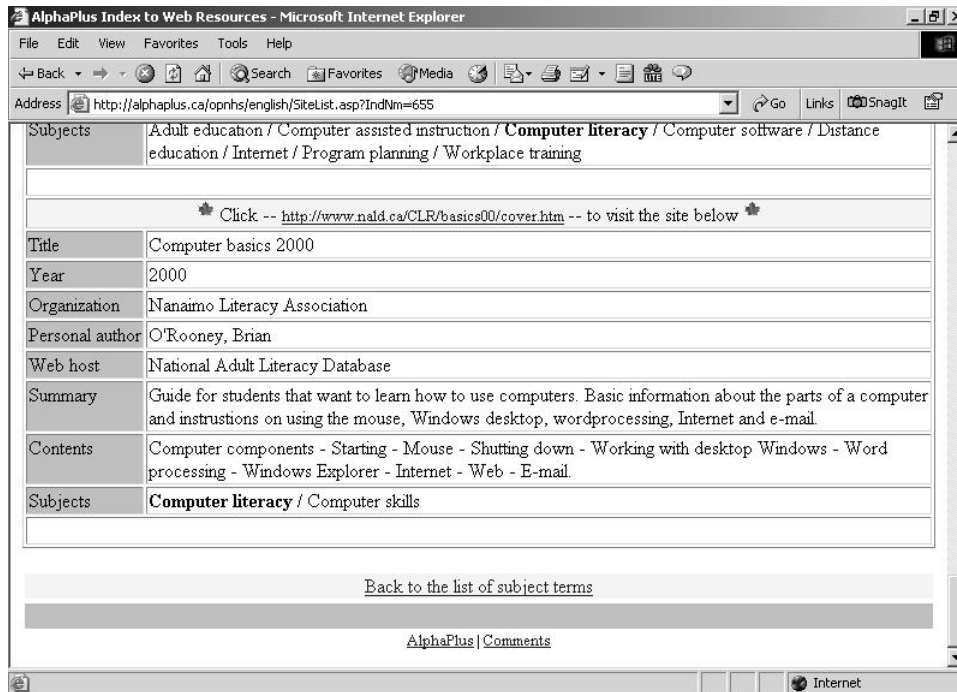 AlphaPlus Index to Web Resources - Microsoft Internet Explorer
File Edit View Favorites Tools Help
Back Search Favorites Media
Address http://alphaplus.ca/opnhs/english/SiteList.asp?IndNm=655 Go Links SnagIt
Subjects Adult education / Computer assisted instruction / Computer literacy / Computer software / Distance
education / Internet / Program planning / Workplace training
Click -- http://www.nald.ca/CLR/basics00/cover.htm -- to visit the site below
Title Computer basics 2000
Year 2000
Organization Nanaimo Literacy Association
Personal author O'Rooney, Brian
Web host National Adult Literacy Database
Summary Guide for students that want to learn how to use computers. Basic information about the parts of a computer
and instrustions on using the mouse, Windows desktop, wordprocessing, Internet and e-mail.
Contents Computer components - Starting - Mouse - Shutting down - Working with desktop Windows - Word
processing - Windows Explorer - Internet - Web - E-mail.
Subjects Computer literacy / Computer skills
Back to the list of subject terms
AlphaPlus | Comments
Internet